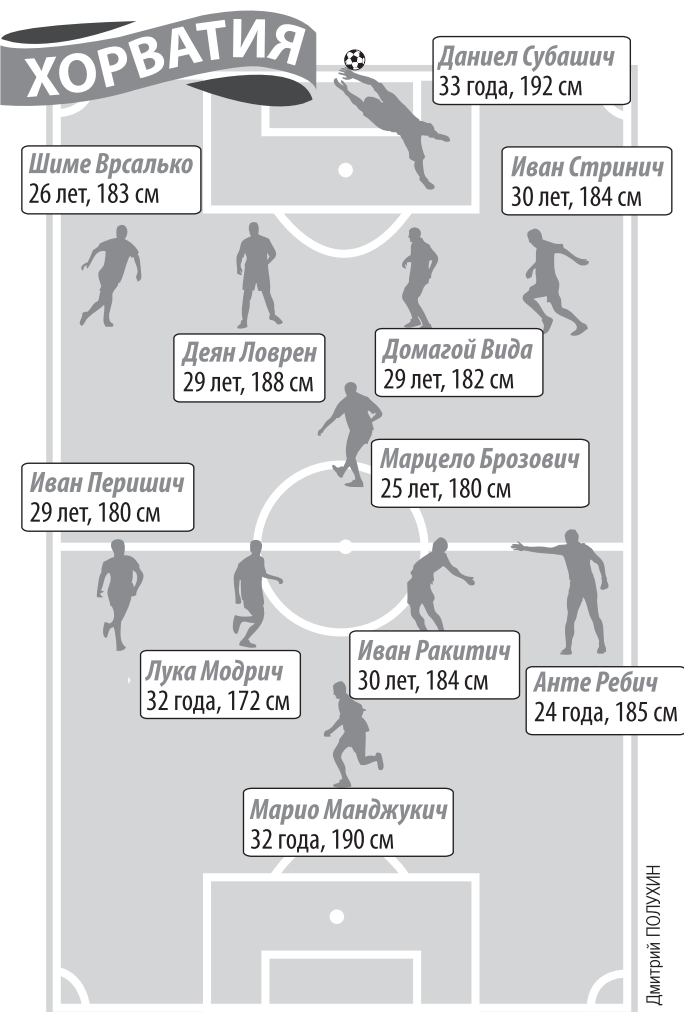 ХОРВАТИЯ
Даниел Субашич
33 года, 192 см
Шиме Врсалько
26 лет, 183 см
Иван Стринич
30 лет, 184 см
Деян Ловрен
29 лет, 188 см
Домагой Вида
29 лет, 182 см
Марцело Брозович
25 лет, 180 см
Иван Перишич
29 лет, 180 см
Лука Модрич
32 года, 172 см
Иван Ракитич
30 лет, 184 см
Анте Ребич
24 года, 185 см
Марио Манджукич
32 года, 190 см
Дмитрий ПОЛУХИН